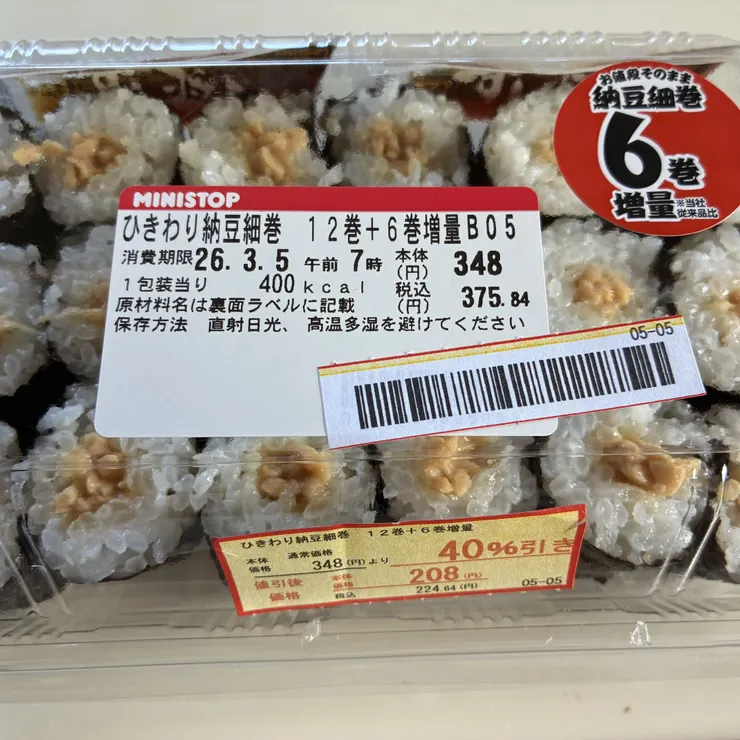 お値段そのまま
納豆細巻
6巻
増量※当社従来品比
MINISTOP
ひきわり納豆細巻 12巻+6巻増量B05
消費期限26. 3. 5 午前 7時 本体(円) 348
1包装当り 400kcal 税込(円) 375.84
原材料名は裏面ラベルに記載
保存方法 直射日光、高温多湿を避けてください
05-05
ひきわり納豆細巻 12巻+6巻増量
本体価格 通常価格 348(円)より 40%引き
値引後価格 本体価格 208(円)
税込 224.64(円) 05-05